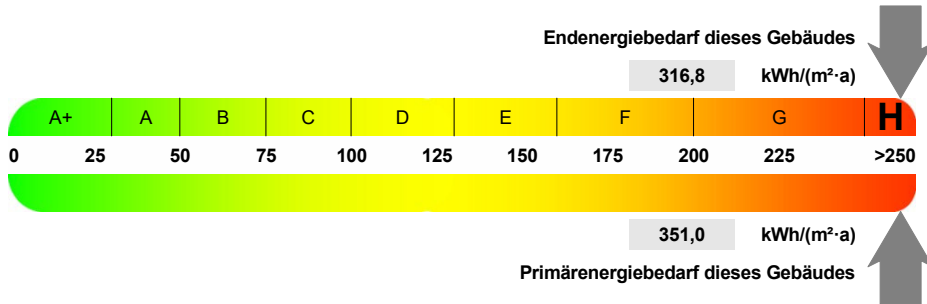 Endenergiebedarf dieses Gebäudes
316,8 kWh/(m²·a)
A+ A B C D E F G H
0 25 50 75 100 125 150 175 200 225 >250
351,0 kWh/(m²·a)
Primärenergiebedarf dieses Gebäudes